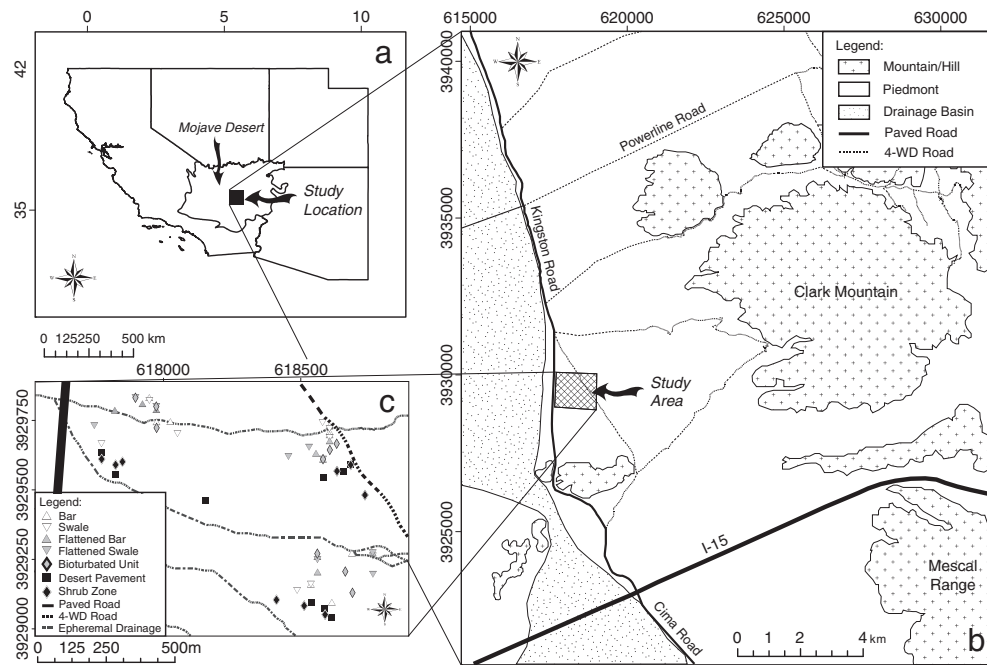 0 5 10
42
35
a
Mojave Desert
Study
Location
0 125250 500 km
615000 620000 625000 630000
3940000
3935000
3930000
3925000
Legend:
Mountain/Hill
Piedmont
Drainage Basin
Paved Road
4-WD Road
Powerline Road
Kingston Road
Clark Mountain
Study
Area
I-15
Mescal
Range
Cima Road
0 1 2 4 km
b
618000 618500
3929750
3929500
3929250
3929000
c
Legend:
Bar
Swale
Flattened Bar
Flattened Swale
Bioturbated Unit
Desert Pavement
Shrub Zone
Paved Road
4-WD Road
Ephemeral Drainage
0 125 250 500m